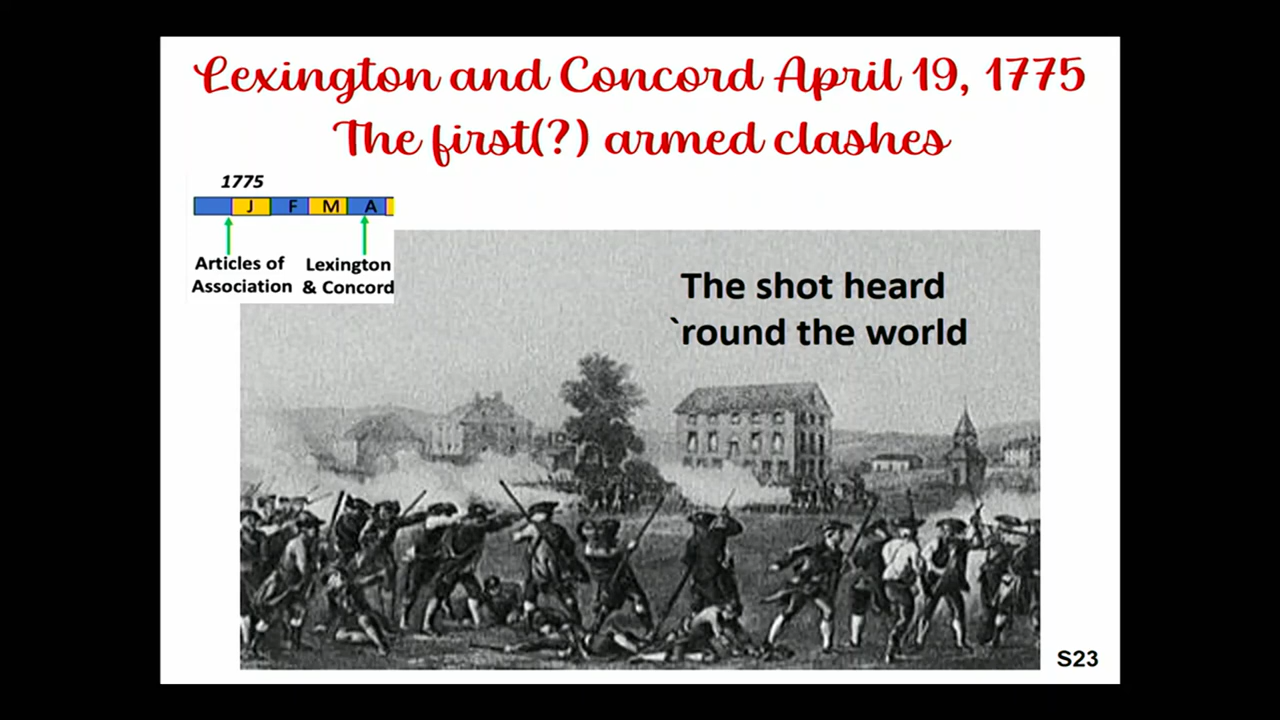 Lexington and Concord April 19, 1775
The first(?) armed clashes
1775
J F M A
Articles of
Association
Lexington
& Concord
The shot heard
`round the world
S23